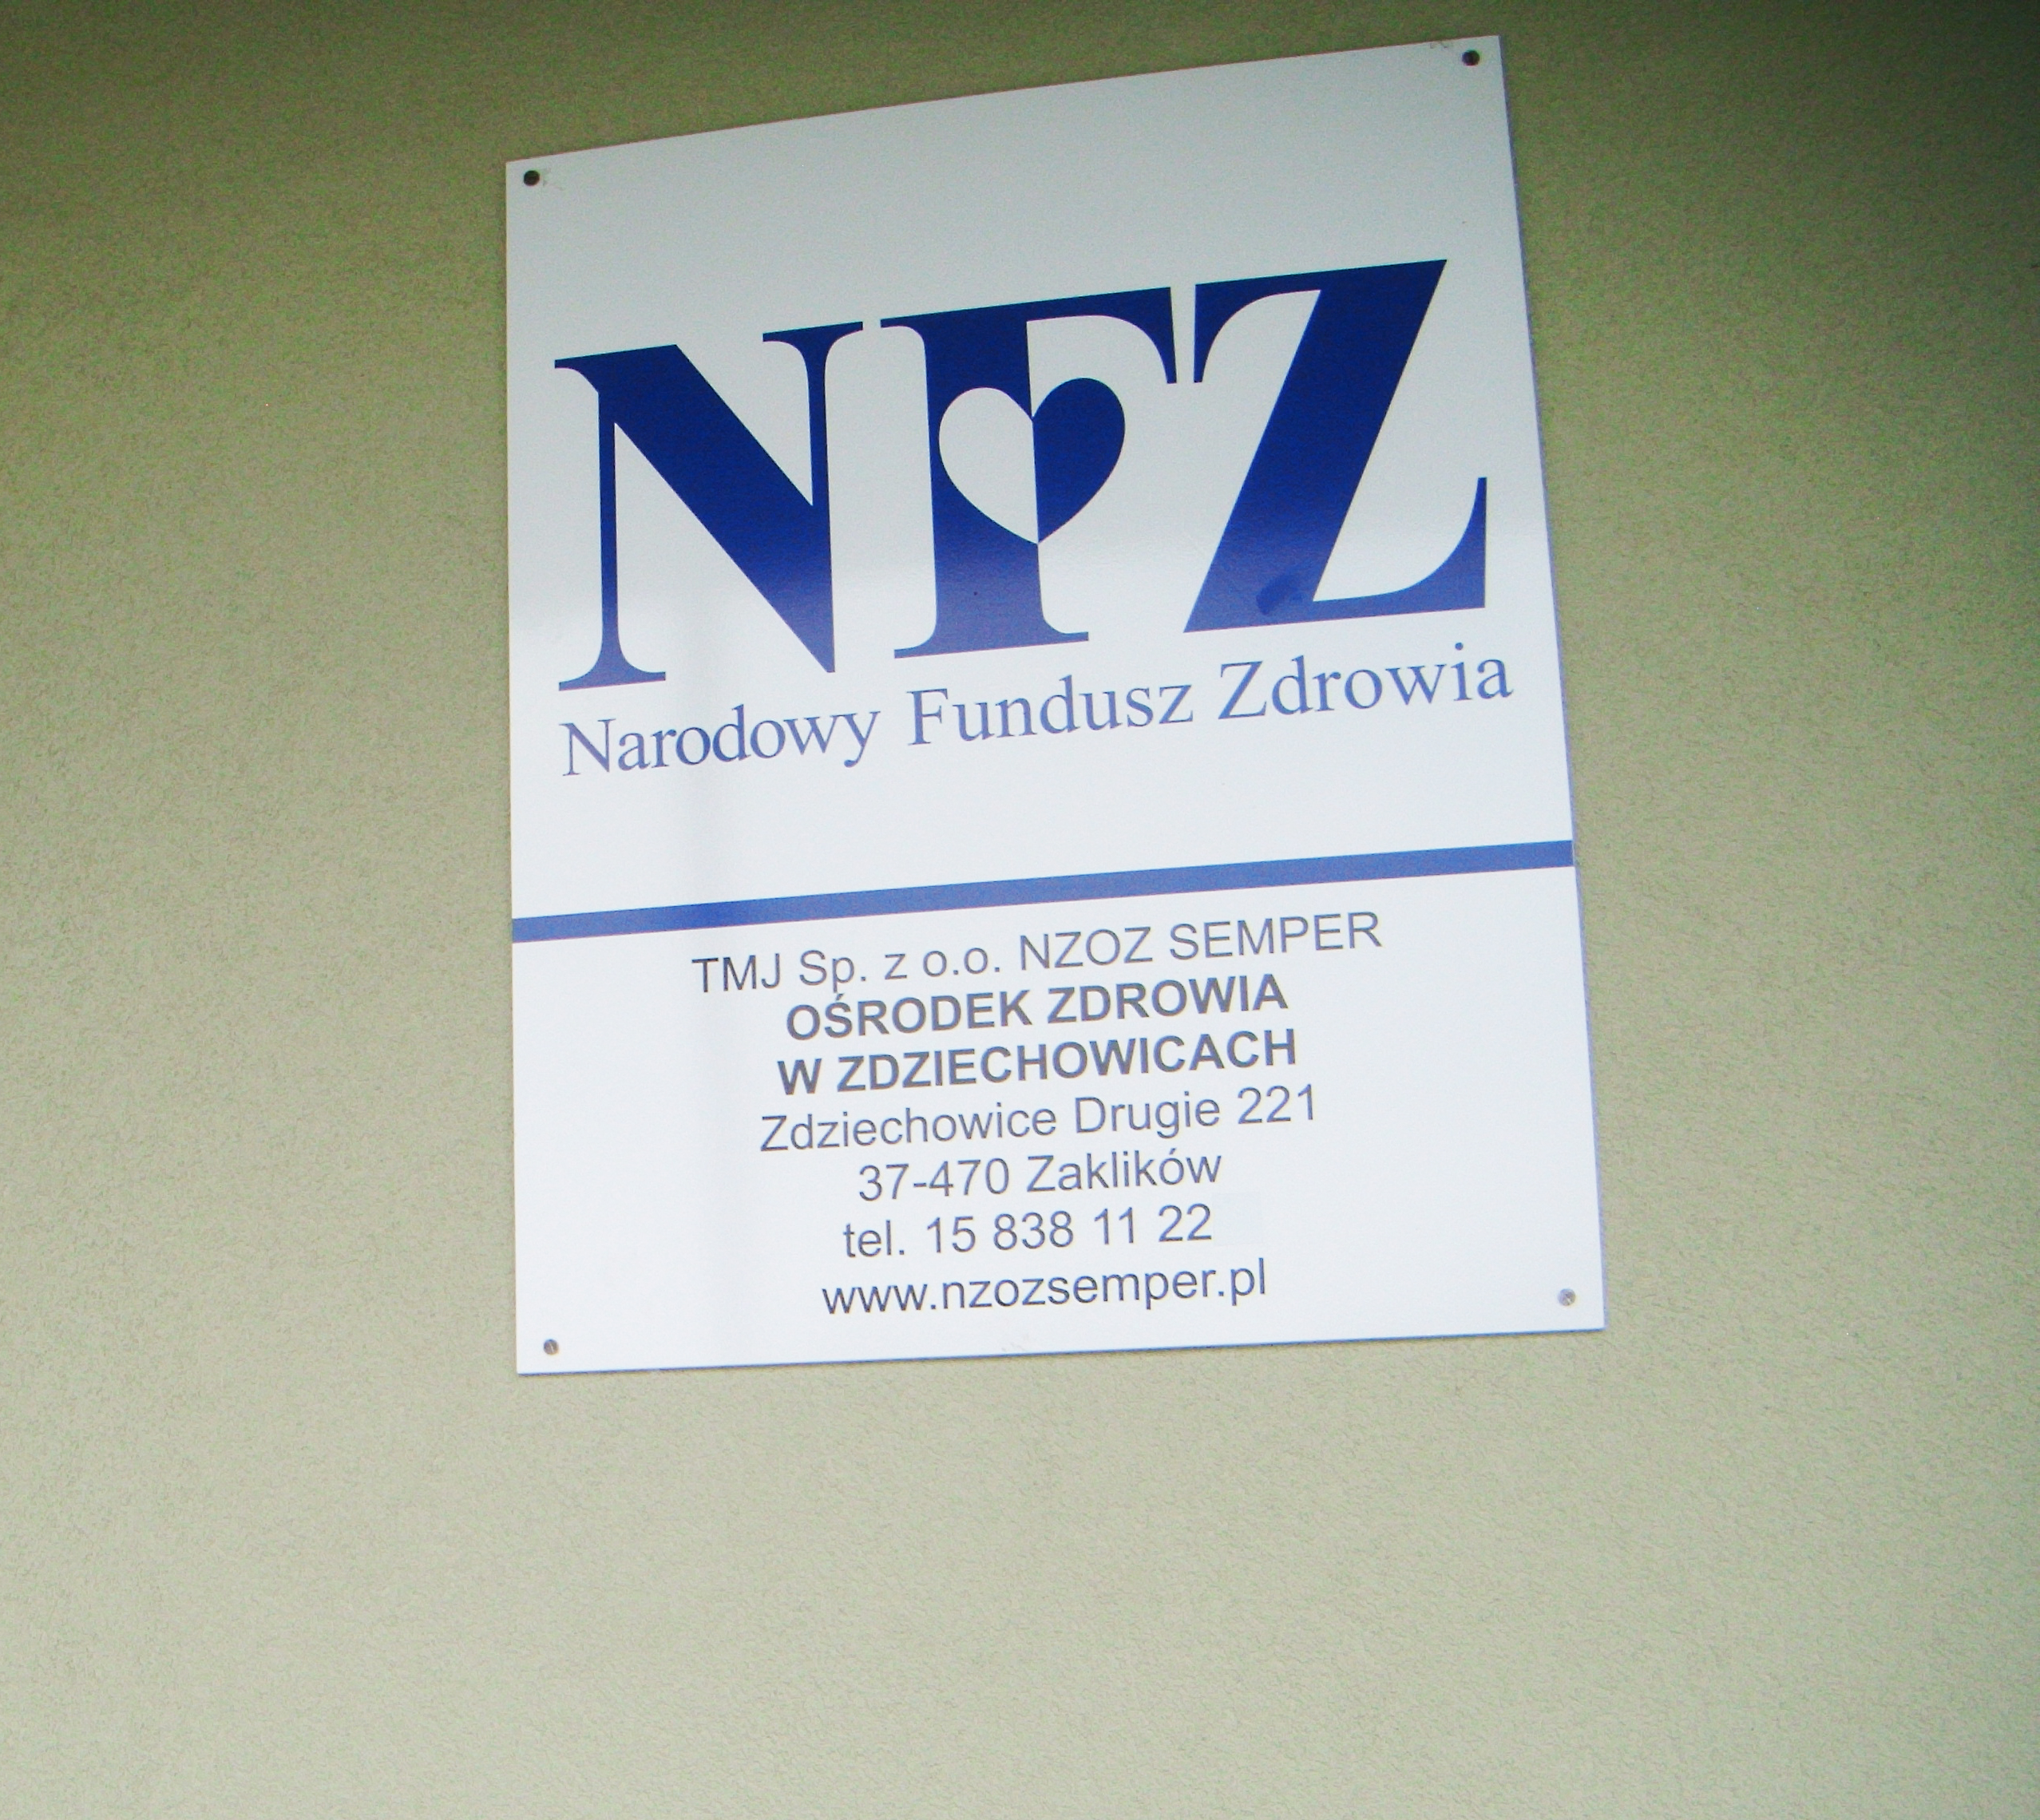 NFZ
Narodowy Fundusz Zdrowia
TMJ Sp. z o.o. NZOZ SEMPER
OŚRODEK ZDROWIA
W ZDZIECHOWICACH
Zdziechowice Drugie 221
37-470 Zaklików
tel. 15 838 11 22
www.nzozsemper.pl